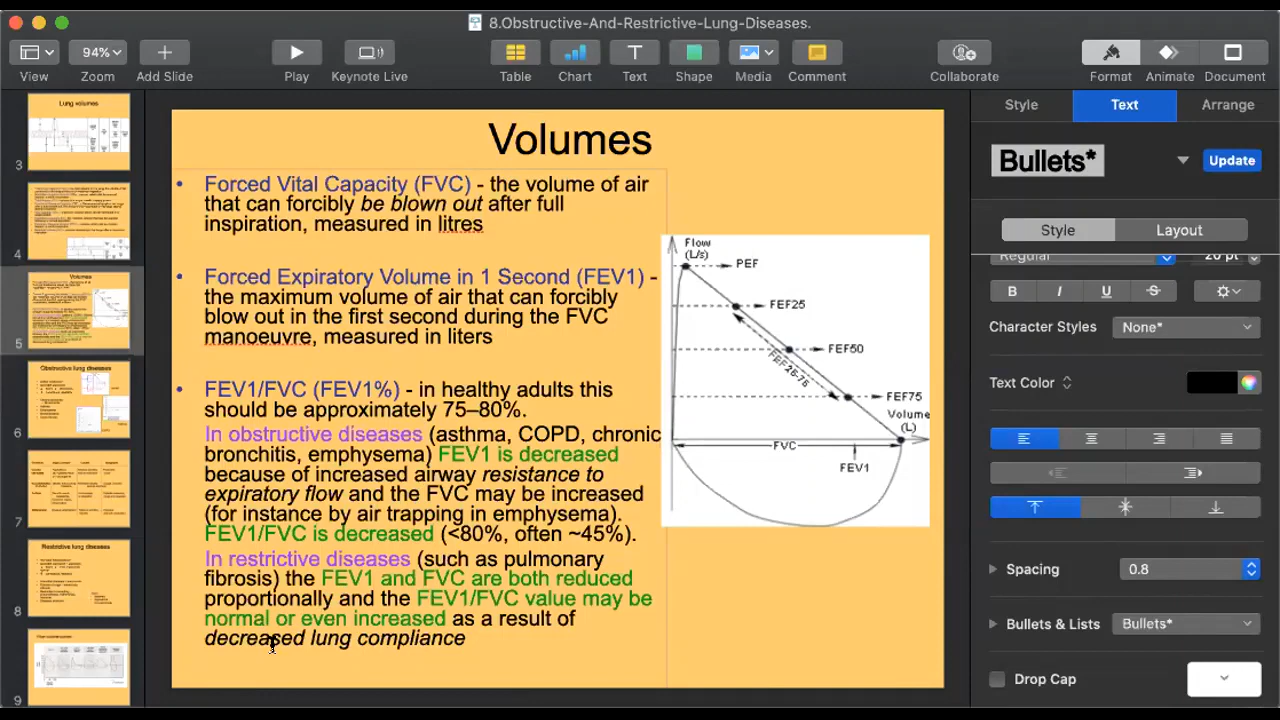 8.Obstructive-And-Restrictive-Lung-Diseases.
94%
View
Zoom
Add Slide
Play
Keynote Live
Table
Chart
Text
Shape
Media
Comment
Collaborate
Format
Animate
Document
Lung volumes
3
4
Volumes
5
Obstructive lung diseases
6
7
Restrictive lung diseases
8
9
Volumes
• Forced Vital Capacity (FVC) - the volume of air
that can forcibly be blown out after full
inspiration, measured in litres
• Forced Expiratory Volume in 1 Second (FEV1) -
the maximum volume of air that can forcibly
blow out in the first second during the FVC
manoeuvre, measured in liters
• FEV1/FVC (FEV1%) - in healthy adults this
should be approximately 75–80%.
In obstructive diseases (asthma, COPD, chronic
bronchitis, emphysema) FEV1 is decreased
because of increased airway resistance to
expiratory flow and the FVC may be increased
(for instance by air trapping in emphysema).
FEV1/FVC is decreased (<80%, often ~45%).
In restrictive diseases (such as pulmonary
fibrosis) the FEV1 and FVC are both reduced
proportionally and the FEV1/FVC value may be
normal or even increased as a result of
decreased lung compliance
Flow
(L/s)
PEF
FEF25
FEF50
FEF25-75
FEF75
Volume
(L)
FVC
FEV1
Style
Text
Arrange
Bullets*
Update
Style
Layout
Regular
20 pt
B I U S
Character Styles
None*
Text Color
Spacing
0.8
Bullets & Lists
Bullets*
Drop Cap